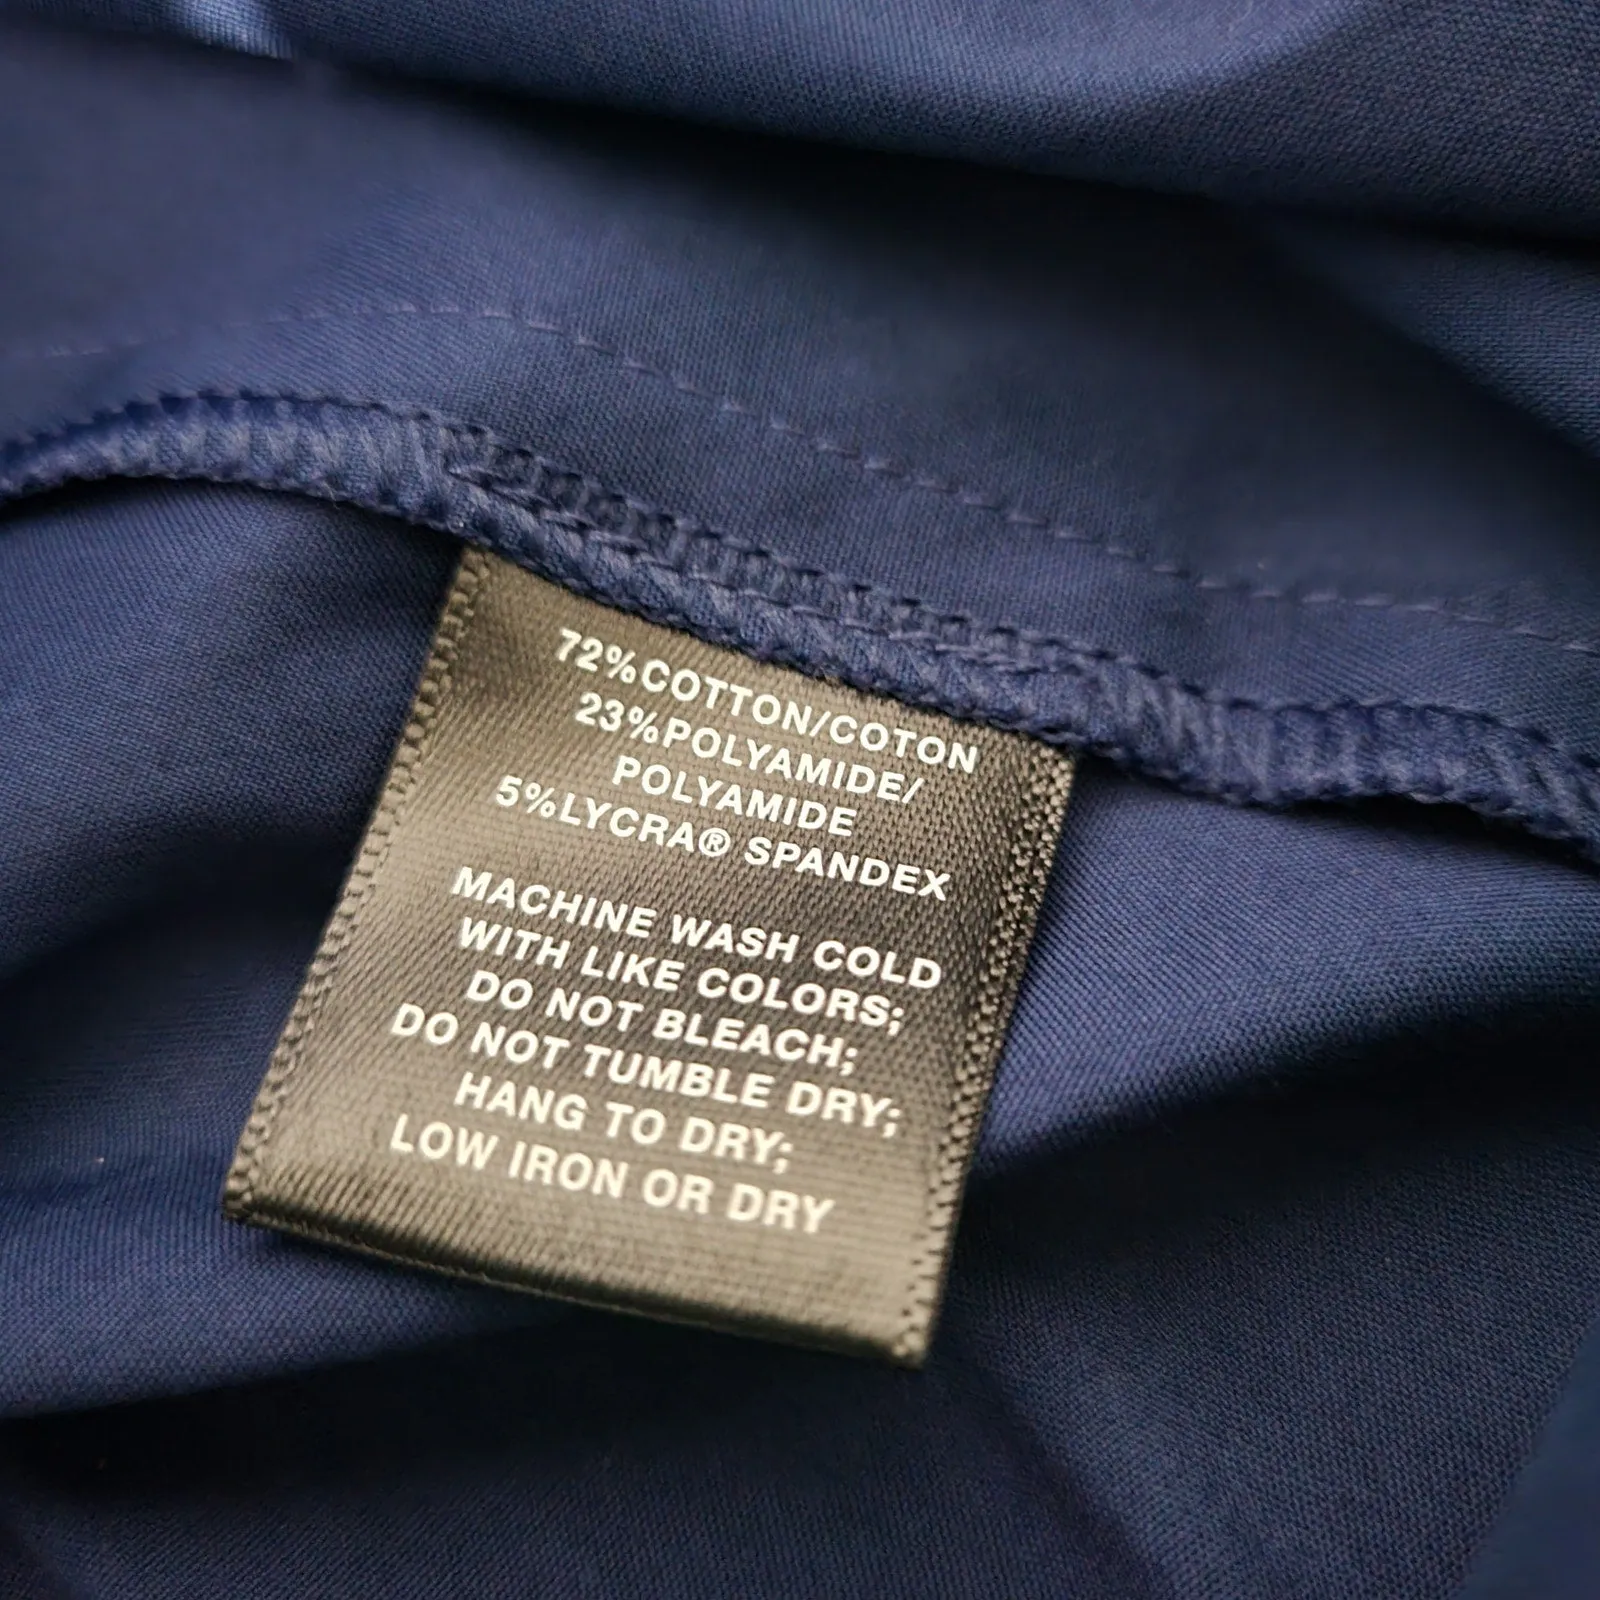 72%COTTON/COTON
23%POLYAMIDE/
POLYAMIDE
5%LYCRA® SPANDEX
MACHINE WASH COLD
WITH LIKE COLORS;
DO NOT BLEACH;
DO NOT TUMBLE DRY;
HANG TO DRY;
LOW IRON OR DRY